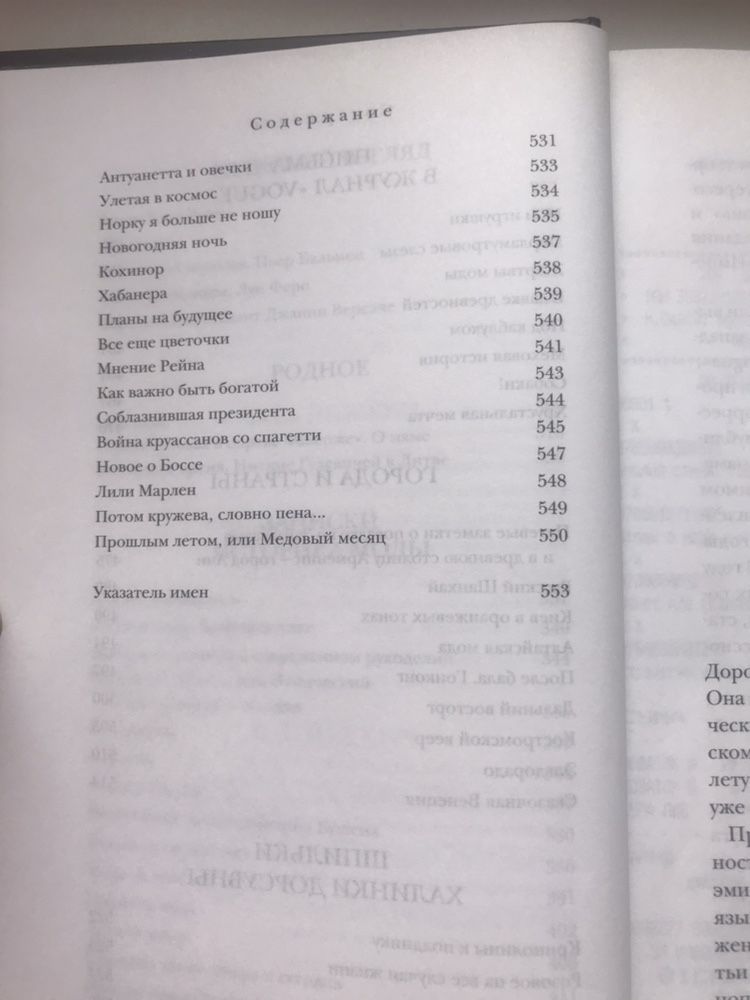 Содержание
Антуанетта и овечки 531
Улетая в космос 533
Норку я больше не ношу 534
Новогодняя ночь 535
Кохинор 537
Хабанера 538
Планы на будущее 539
Все еще цветочки 540
Мнение Рейна 541
Как важно быть богатой 543
Соблазнившая президента 544
Война круассанов со спагетти 545
Новое о Боссе 547
Лили Марлен 548
Потом кружева, словно пена... 549
Прошлым летом, или Медовый месяц 550
Указатель имен 553
Доро
Она
ческ
ском
лету
уже
Пр
ност
эми
язы
жен
тьи